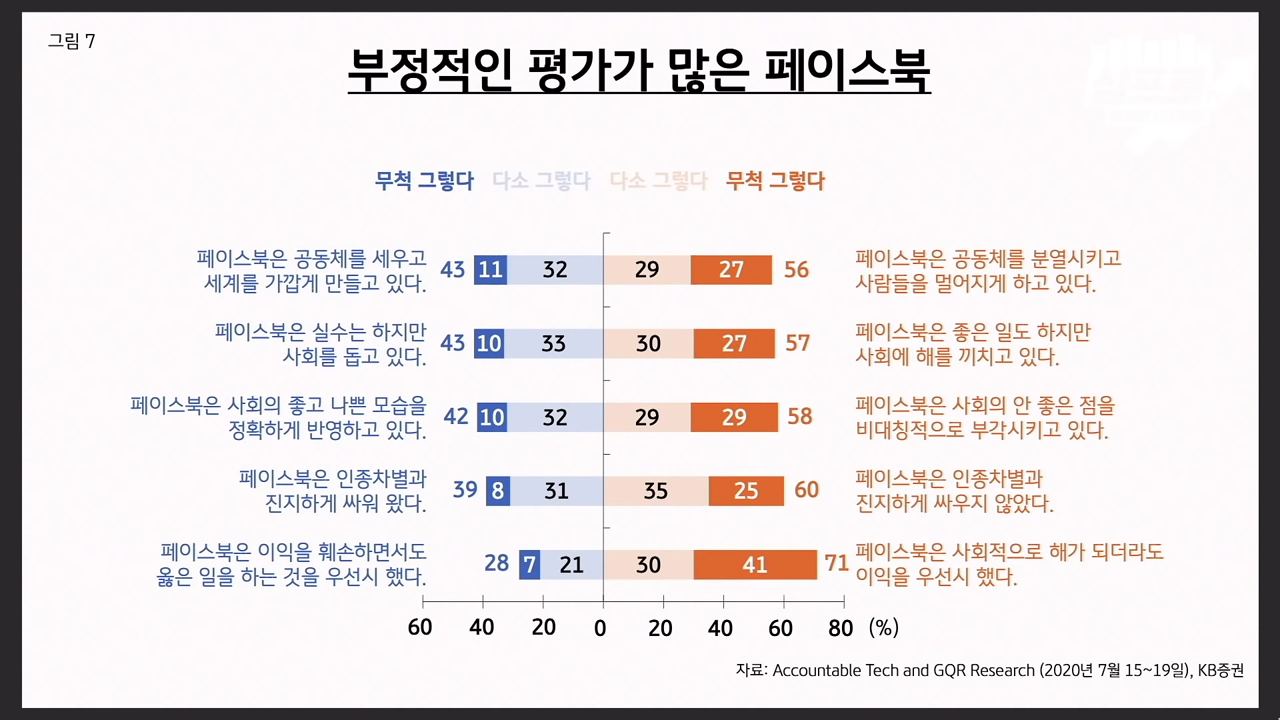 그림 7
부정적인 평가가 많은 페이스북
무척 그렇다 다소 그렇다 다소 그렇다 무척 그렇다
페이스북은 공동체를 세우고
세계를 가깝게 만들고 있다.
43 11 32 29 27 56
페이스북은 공동체를 분열시키고
사람들을 멀어지게 하고 있다.
페이스북은 실수는 하지만
사회를 돕고 있다.
43 10 33 30 27 57
페이스북은 좋은 일도 하지만
사회에 해를 끼치고 있다.
페이스북은 사회의 좋고 나쁜 모습을
정확하게 반영하고 있다.
42 10 32 29 29 58
페이스북은 사회의 안 좋은 점을
비대칭적으로 부각시키고 있다.
페이스북은 인종차별과
진지하게 싸워 왔다.
39 8 31 35 25 60
페이스북은 인종차별과
진지하게 싸우지 않았다.
페이스북은 이익을 훼손하면서도
옳은 일을 하는 것을 우선시 했다.
28 7 21 30 41 71
페이스북은 사회적으로 해가 되더라도
이익을 우선시 했다.
60 40 20 0 20 40 60 80 (%)
자료: Accountable Tech and GQR Research (2020년 7월 15~19일), KB증권